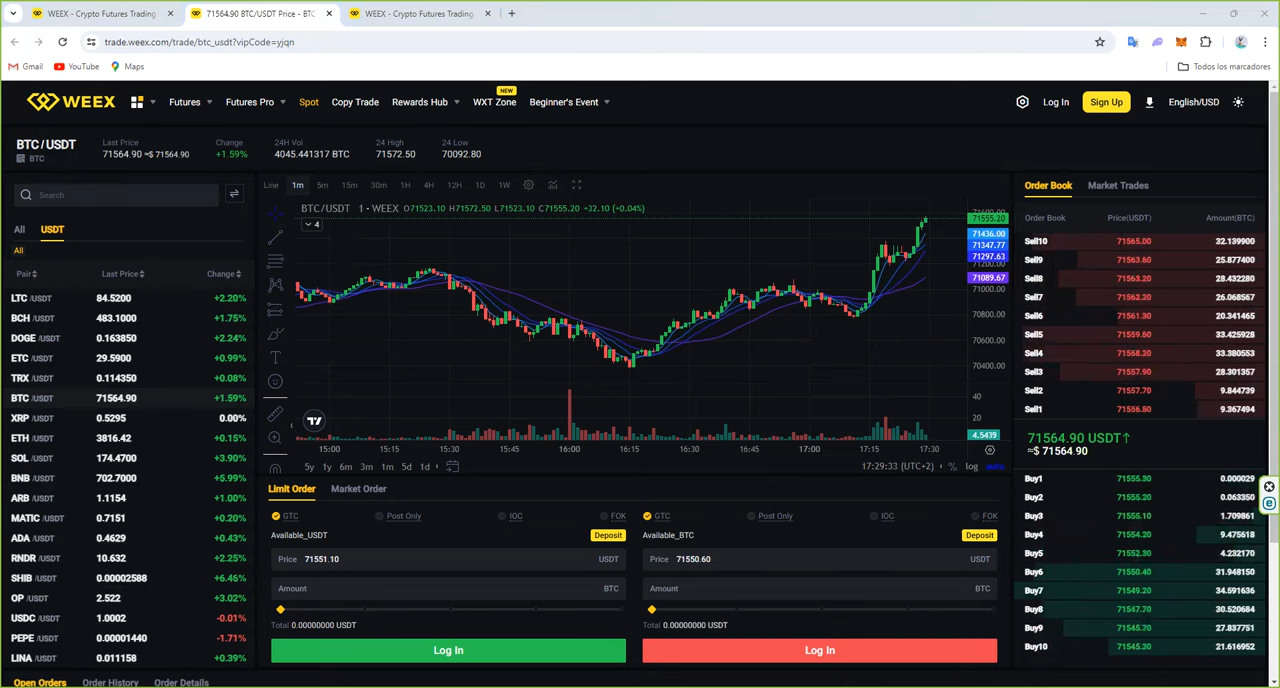 WEEX - Crypto Futures Trading
71564.90 BTC/USDT Price - BTC
WEEX - Crypto Futures Trading
trade.weex.com/trade/btc_usdt?vipCode=yjqn
Gmail YouTube Maps Todos los marcadores
WEEX Futures Futures Pro Spot Copy Trade Rewards Hub WXT Zone NEW Beginner's Event Log In Sign Up English/USD
BTC/USDT
BTC
Last Price
71564.90 ≈$ 71564.90
Change
+1.59%
24H Vol
4045.441317 BTC
24 High
71572.50
24 Low
70092.80
Search
All USDT
All
Pair Last Price Change
LTC /USDT 84.5200 +2.20%
BCH /USDT 483.1000 +1.75%
DOGE /USDT 0.163850 +2.24%
ETC /USDT 29.5900 +0.99%
TRX /USDT 0.114350 +0.08%
BTC /USDT 71564.90 +1.59%
XRP /USDT 0.5295 0.00%
ETH /USDT 3816.42 +0.15%
SOL /USDT 174.4700 +3.90%
BNB /USDT 702.7000 +5.99%
ARB /USDT 1.1154 +1.00%
MATIC /USDT 0.7151 +0.20%
ADA /USDT 0.4629 +0.43%
RNDR /USDT 10.632 +2.25%
SHIB /USDT 0.00002588 +6.46%
OP /USDT 2.522 +3.02%
USDC /USDT 1.0002 -0.01%
PEPE /USDT 0.00001440 -1.71%
LINA /USDT 0.011158 +0.39%
Open Orders Order History Order Details
Line 1m 5m 15m 30m 1H 4H 12H 1D 1W
BTC/USDT · 1 · WEEX O71523.10 H71572.50 L71523.10 C71555.20 +32.10 (+0.04%)
4
71555.20
71436.00
71347.77
71297.63
71200.00
71089.67
71000.00
70800.00
70600.00
70400.00
40
20
4.5439
15:00 15:15 15:30 15:45 16:00 16:15 16:30 16:45 17:00 17:15 17:30
5y 1y 6m 3m 1m 5d 1d 17:29:33 (UTC+2) % log auto
Limit Order Market Order
GTC Post Only IOC FOK
Available_USDT Deposit
Price 71551.10 USDT
Amount BTC
Total 0.00000000 USDT
Log In
GTC Post Only IOC FOK
Available_BTC Deposit
Price 71550.60 USDT
Amount BTC
Total 0.00000000 USDT
Log In
Order Book Market Trades
Order Book Price(USDT) Amount(BTC)
Sell10 71565.00 32.139900
Sell9 71563.60 25.877400
Sell8 71563.20 28.432280
Sell7 71562.20 26.068567
Sell6 71561.30 20.341465
Sell5 71559.60 33.425928
Sell4 71558.20 33.380553
Sell3 71557.90 28.301357
Sell2 71557.70 9.844739
Sell1 71556.80 9.367494
71564.90 USDT↑
≈$ 71564.90
Buy1 71555.30 0.000029
Buy2 71555.20 0.063350
Buy3 71555.10 1.709861
Buy4 71554.20 9.475618
Buy5 71552.30 4.232170
Buy6 71550.40 31.948150
Buy7 71549.20 34.591636
Buy8 71547.70 30.520684
Buy9 71545.70 27.837751
Buy10 71545.30 21.616952